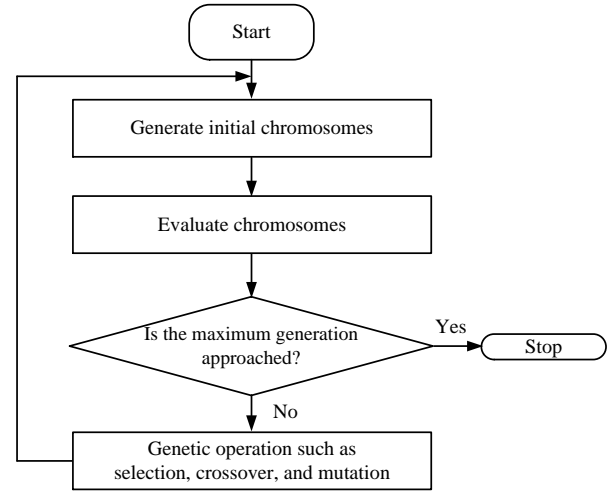 Start
Generate initial chromosomes
Evaluate chromosomes
Is the maximum generation
approached?
Yes
Stop
No
Genetic operation such as
selection, crossover, and mutation